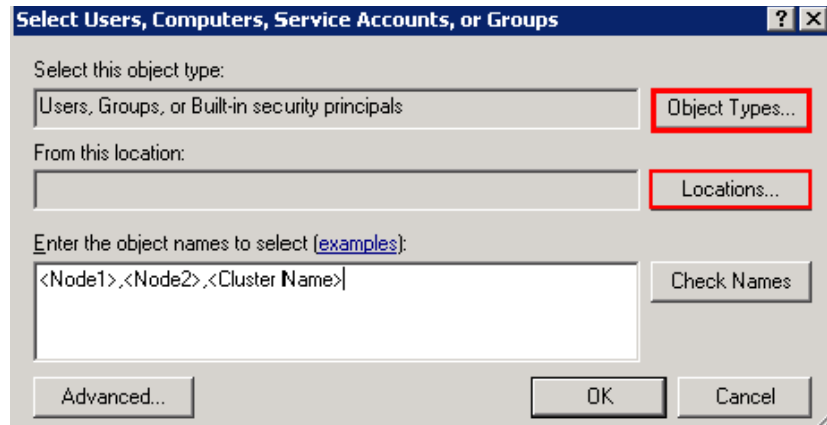 Select Users, Computers, Service Accounts, or Groups
Select this object type:
Users, Groups, or Built-in security principals
Object Types...
From this location:
Locations...
Enter the object names to select (examples):
<Node1>,<Node2>,<Cluster Name>
Check Names
Advanced...
OK
Cancel